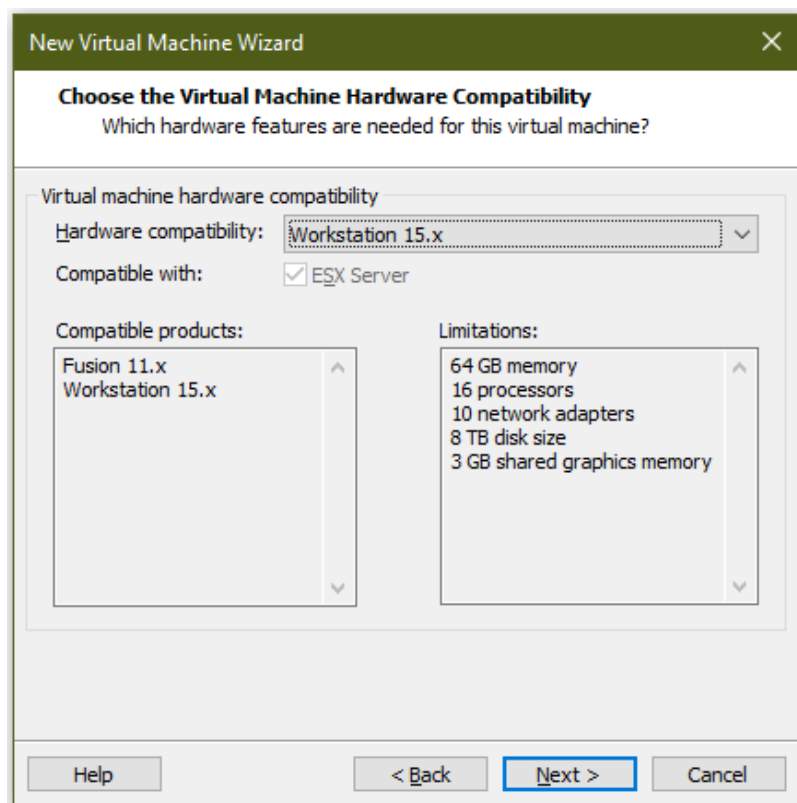 New Virtual Machine Wizard
Choose the Virtual Machine Hardware Compatibility
Which hardware features are needed for this virtual machine?
Virtual machine hardware compatibility
Hardware compatibility: Workstation 15.x
Compatible with: ESX Server
Compatible products:
Fusion 11.x
Workstation 15.x
Limitations:
64 GB memory
16 processors
10 network adapters
8 TB disk size
3 GB shared graphics memory
Help < Back Next > Cancel